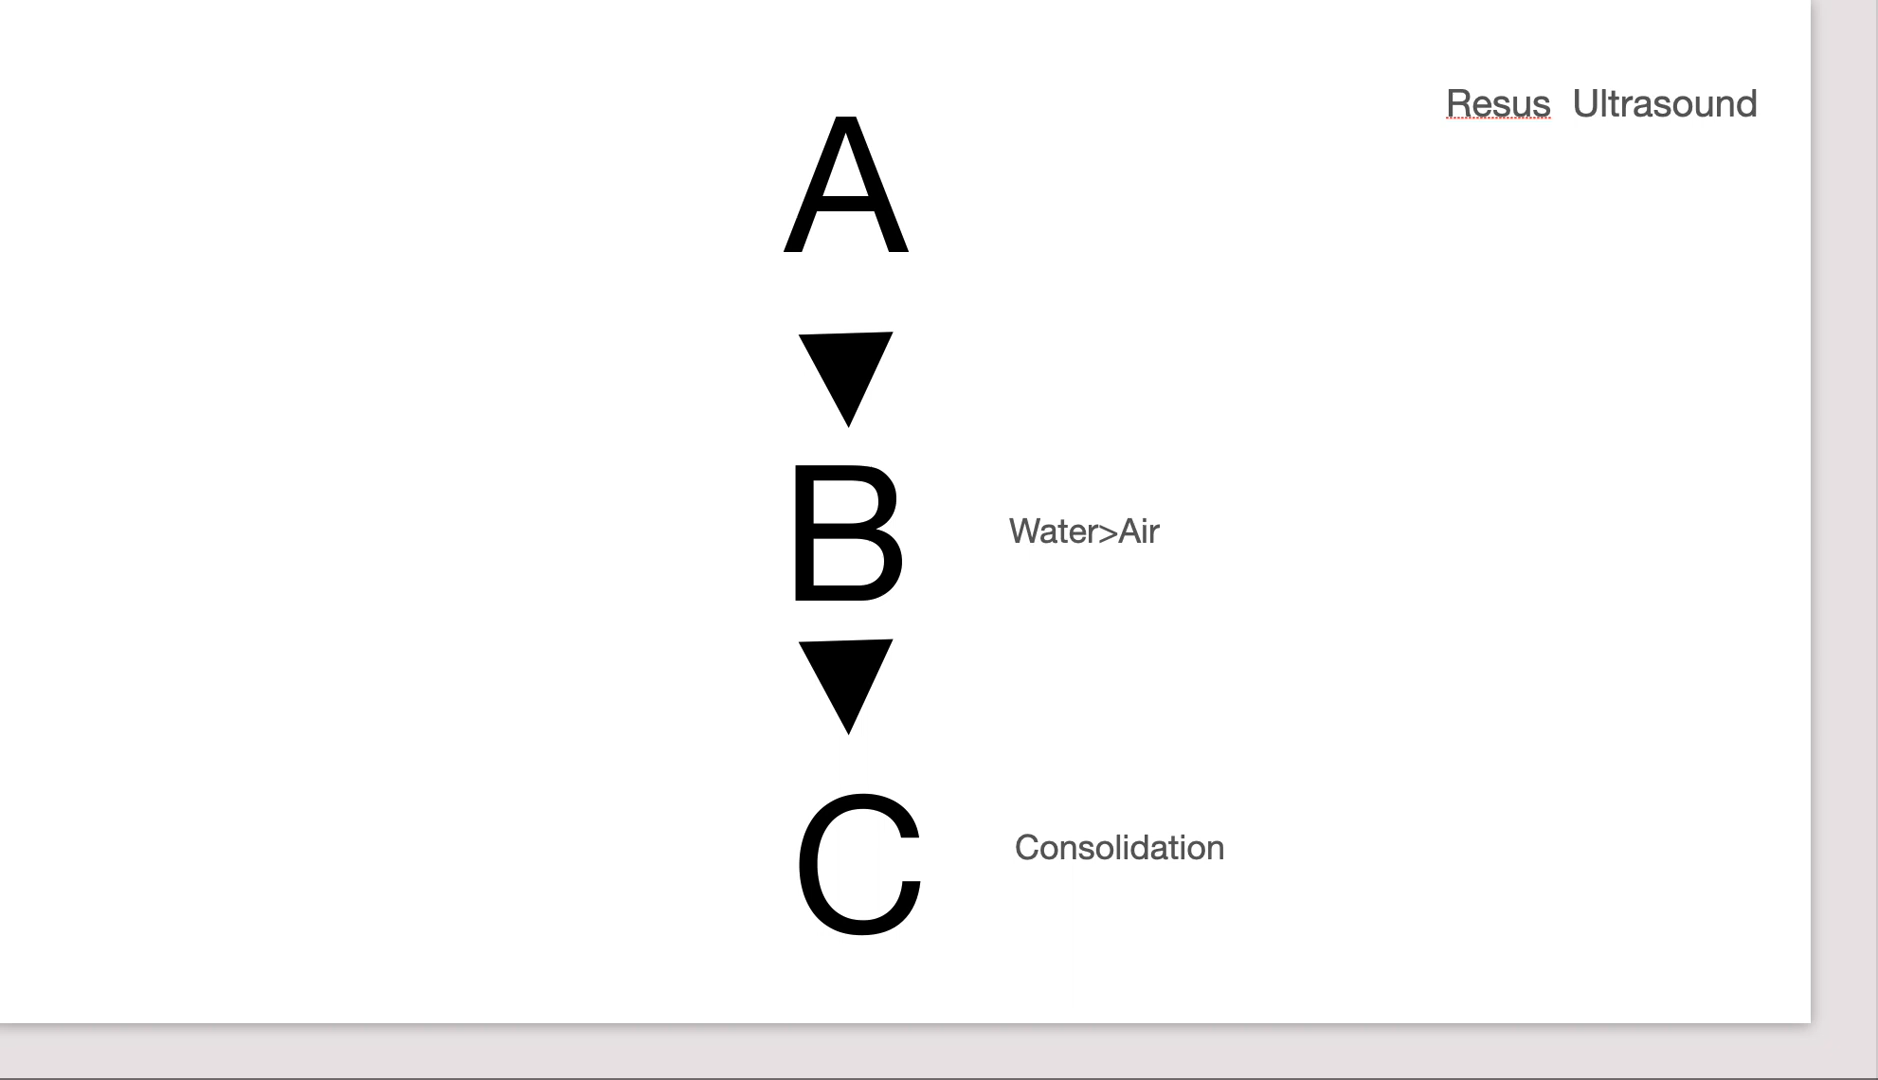 Resus Ultrasound
A
B
Water>Air
C
Consolidation